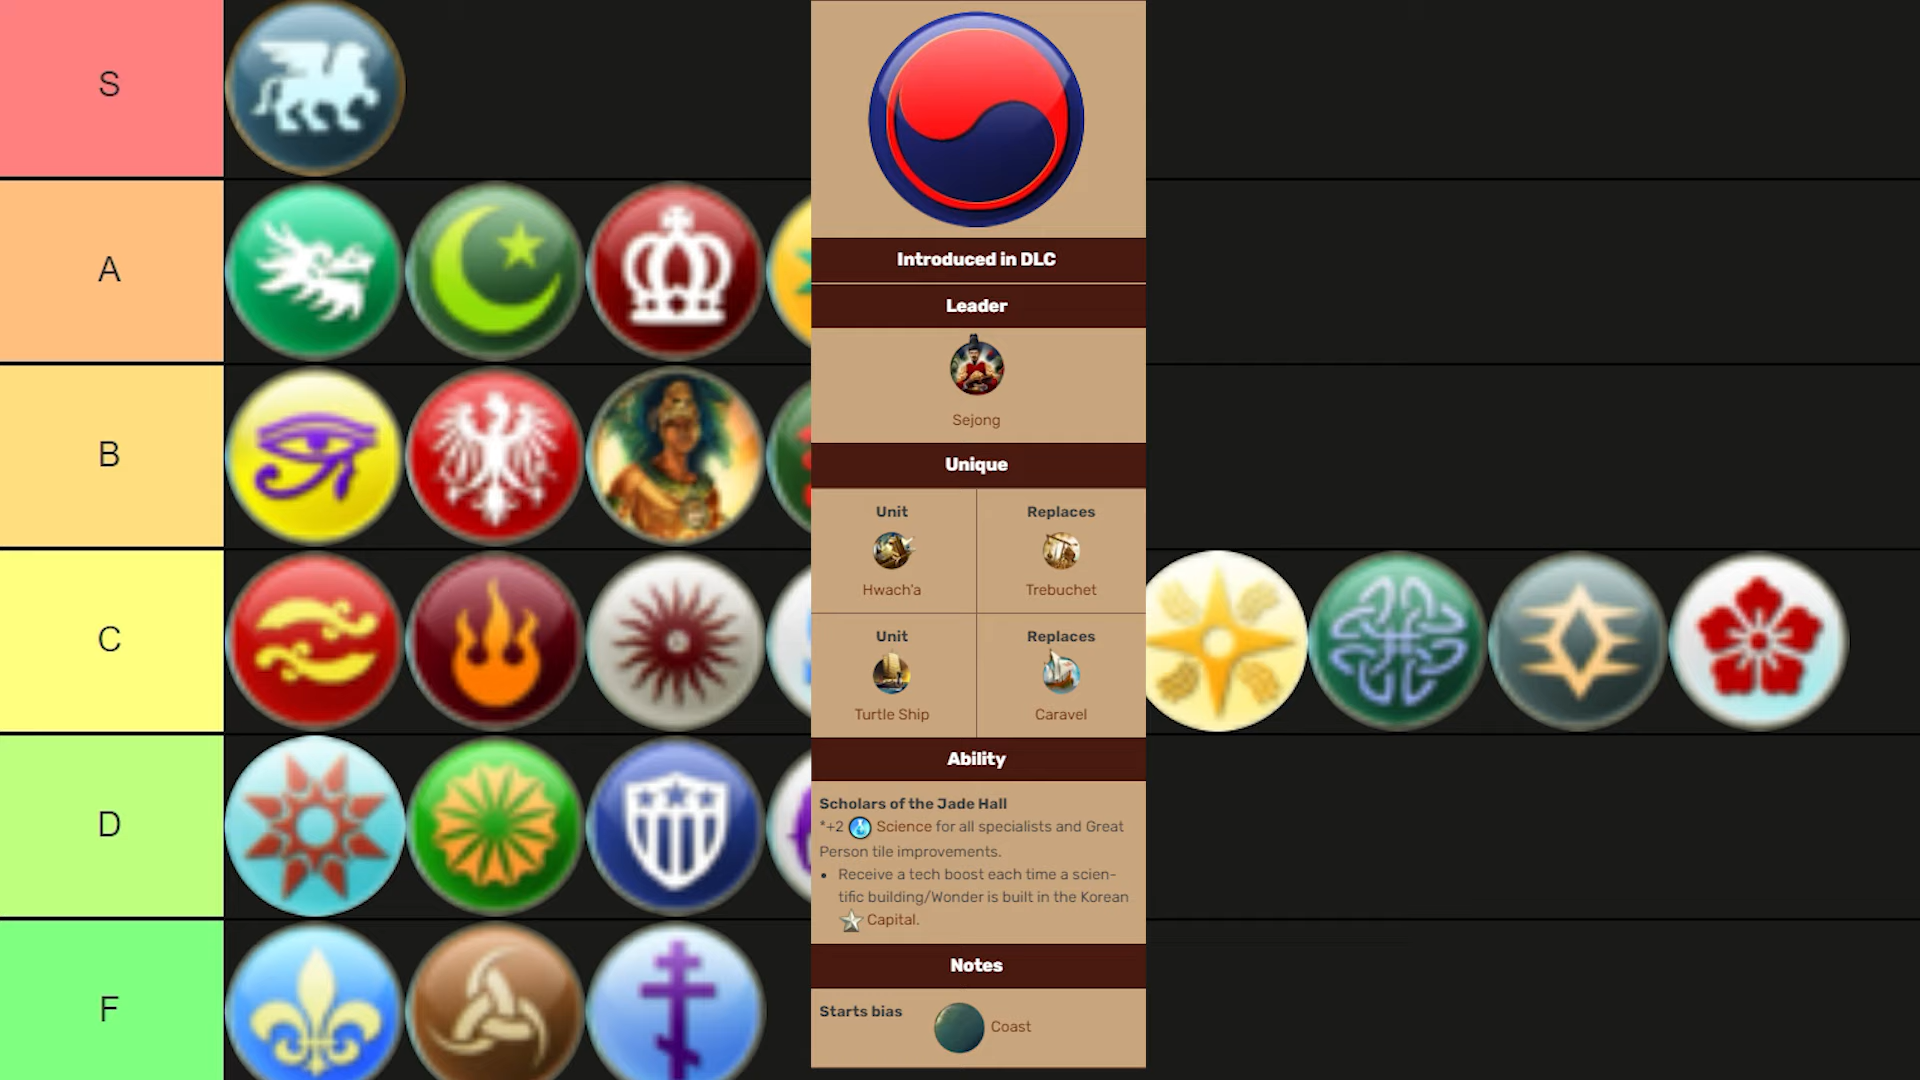 S
A
B
C
D
F
Introduced in DLC
Leader
Sejong
Unique
Unit
Replaces
Hwach'a
Trebuchet
Unit
Replaces
Turtle Ship
Caravel
Ability
Scholars of the Jade Hall
*+2 Science for all specialists and Great
Person tile improvements.
• Receive a tech boost each time a scien-
tific building/Wonder is built in the Korean
Capital.
Notes
Starts bias
Coast